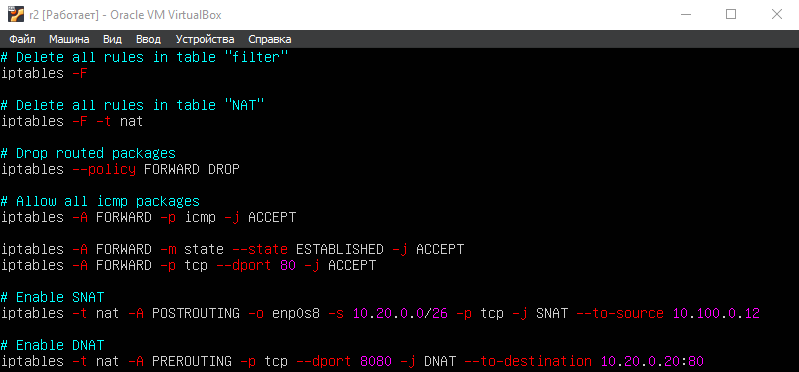 r2 [Работает] - Oracle VM VirtualBox
Файл Машина Вид Ввод Устройства Справка
# Delete all rules in table "filter"
iptables -F
# Delete all rules in table "NAT"
iptables -F -t nat
# Drop routed packages
iptables --policy FORWARD DROP
# Allow all icmp packages
iptables -A FORWARD -p icmp -j ACCEPT
iptables -A FORWARD -m state --state ESTABLISHED -j ACCEPT
iptables -A FORWARD -p tcp --dport 80 -j ACCEPT
# Enable SNAT
iptables -t nat -A POSTROUTING -o enp0s8 -s 10.20.0.0/26 -p tcp -j SNAT --to-source 10.100.0.12
# Enable DNAT
iptables -t nat -A PREROUTING -p tcp --dport 8080 -j DNAT --to-destination 10.20.0.20:80